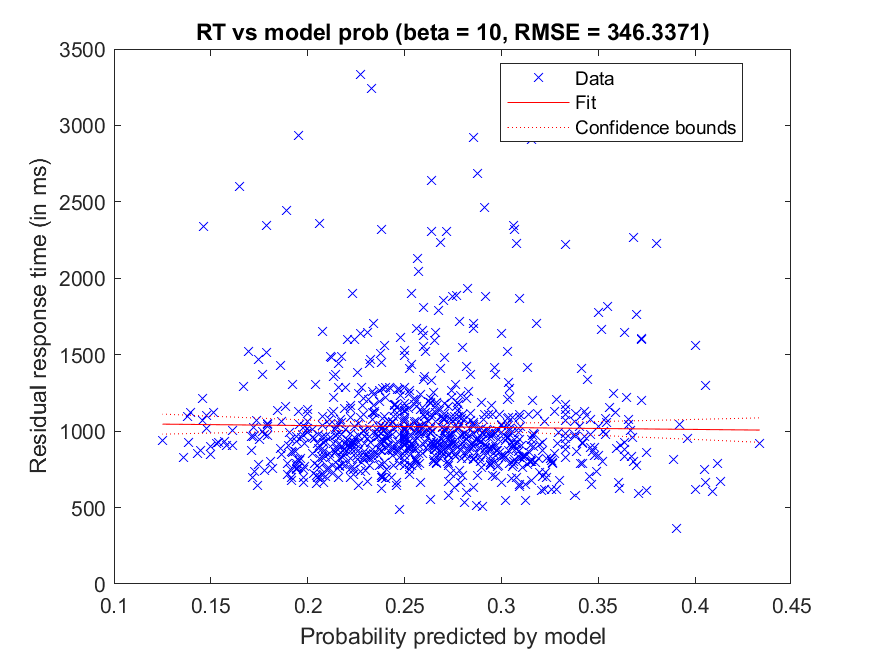 RT vs model prob (beta = 10, RMSE = 346.3371)
3500
3000
2500
2000
1500
1000
500
0
Residual response time (in ms)
Data
Fit
Confidence bounds
0.1 0.15 0.2 0.25 0.3 0.35 0.4 0.45
Probability predicted by model